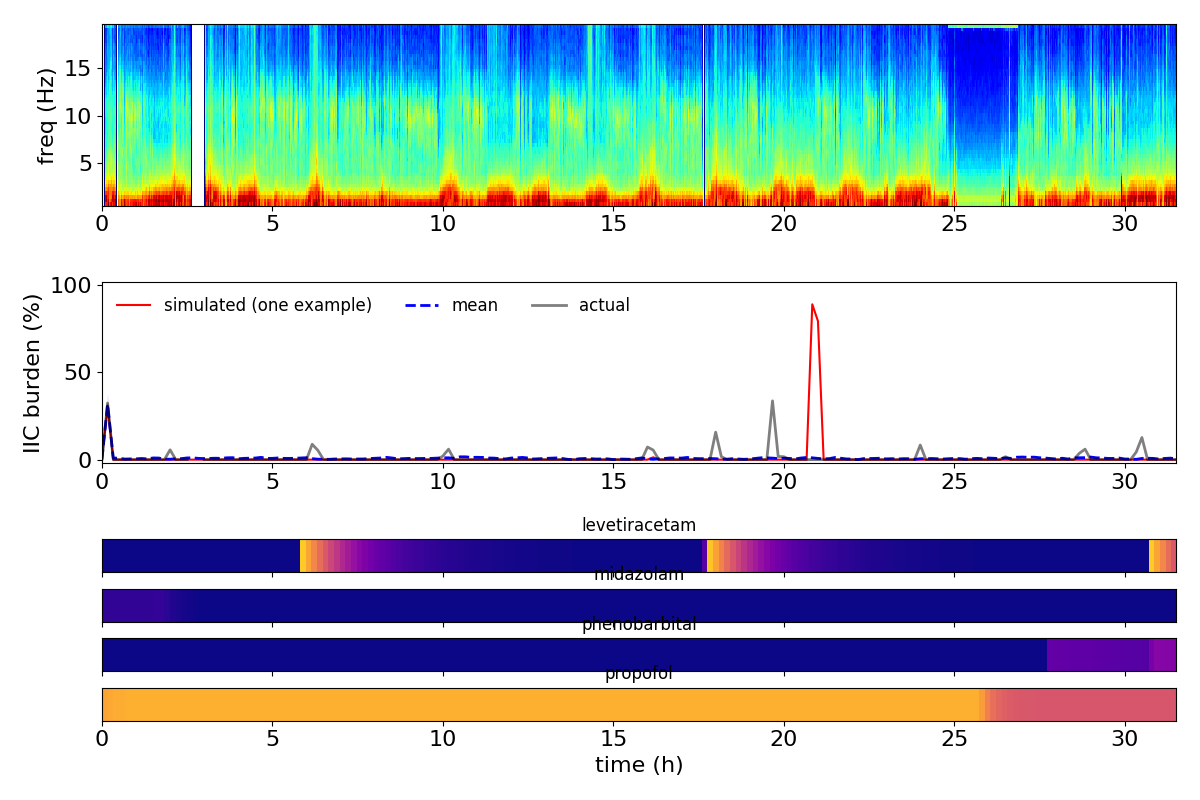 freq (Hz)
15
10
5
0 5 10 15 20 25 30
IIC burden (%)
100
50
0
simulated (one example) mean actual
0 5 10 15 20 25 30
levetiracetam
midazolam
phenobarbital
propofol
0 5 10 15 20 25 30
time (h)